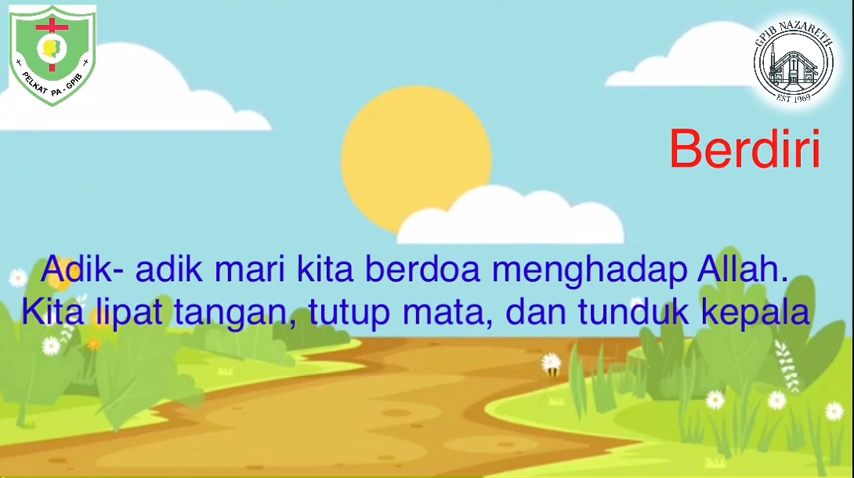 PELKAT PA - GPIB
GPIB NAZARETH
EST 1969
Berdiri
Adik- adik mari kita berdoa menghadap Allah.
Kita lipat tangan, tutup mata, dan tunduk kepala